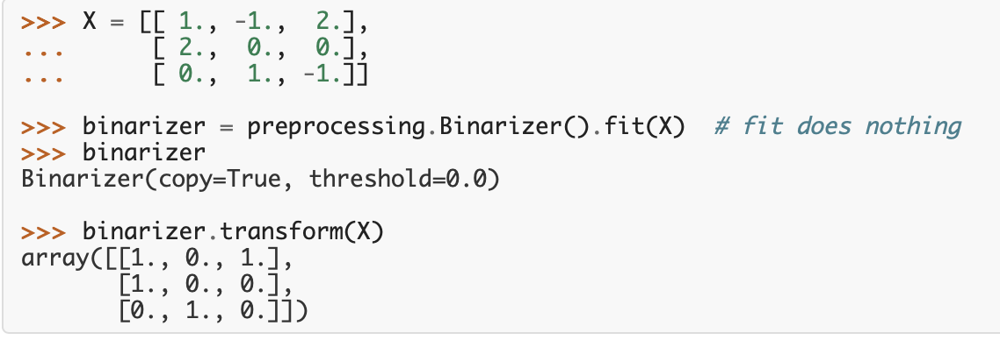 >>> X = [[ 1., -1.,  2.],
...      [ 2.,  0.,  0.],
...      [ 0.,  1., -1.]]
>>> binarizer = preprocessing.Binarizer().fit(X)  # fit does nothing
>>> binarizer
Binarizer(copy=True, threshold=0.0)
>>> binarizer.transform(X)
array([[1., 0., 1.],
       [1., 0., 0.],
       [0., 1., 0.]])